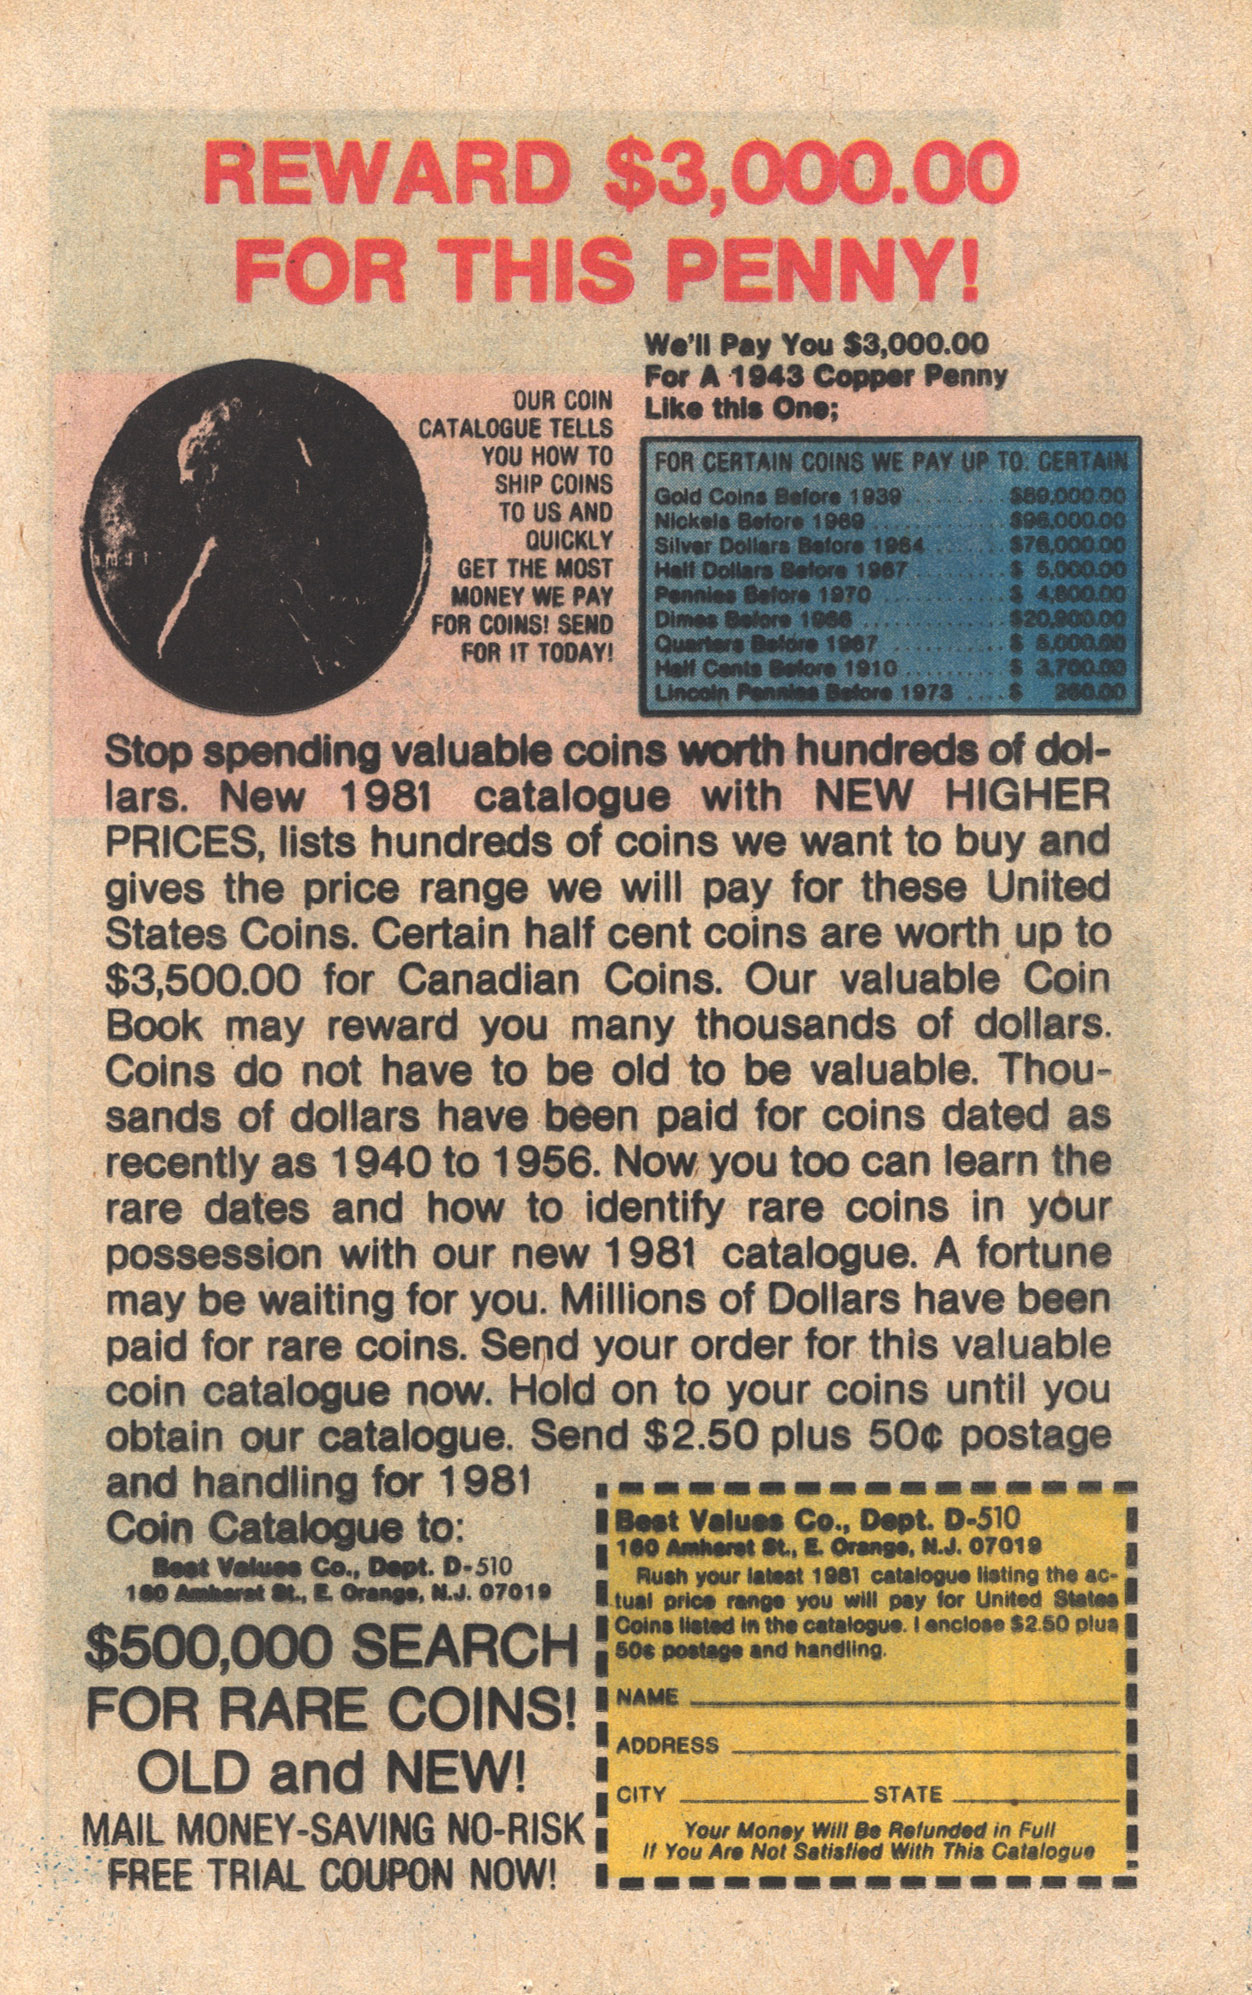 REWARD $3,000.00
FOR THIS PENNY!
We'll Pay You $3,000.00
For A 1943 Copper Penny
Like this One;
OUR COIN
CATALOGUE TELLS
YOU HOW TO
SHIP COINS
TO US AND
QUICKLY
GET THE MOST
MONEY WE PAY
FOR COINS! SEND
FOR IT TODAY!
FOR CERTAIN COINS WE PAY UP TO: CERTAIN
Gold Coins Before 1939 .......... $89,000.00
Nickels Before 1969 ............ $96,000.00
Silver Dollars Before 1964 ....... $76,000.00
Half Dollars Before 1967 ......... $ 5,000.00
Pennies Before 1970 ............ $ 4,800.00
Dimes Before 1966 ............. $20,900.00
Quarters Before 1967 ........... $ 5,000.00
Half Cents Before 1910 .......... $ 3,700.00
Lincoln Pennies Before 1973 .... $ 260.00
Stop spending valuable coins worth hundreds of dol-
lars. New 1981 catalogue with NEW HIGHER
PRICES, lists hundreds of coins we want to buy and
gives the price range we will pay for these United
States Coins. Certain half cent coins are worth up to
$3,500.00 for Canadian Coins. Our valuable Coin
Book may reward you many thousands of dollars.
Coins do not have to be old to be valuable. Thou-
sands of dollars have been paid for coins dated as
recently as 1940 to 1956. Now you too can learn the
rare dates and how to identify rare coins in your
possession with our new 1981 catalogue. A fortune
may be waiting for you. Millions of Dollars have been
paid for rare coins. Send your order for this valuable
coin catalogue now. Hold on to your coins until you
obtain our catalogue. Send $2.50 plus 50¢ postage
and handling for 1981
Coin Catalogue to:
Best Values Co., Dept. D-510
160 Amherst St., E. Orange, N.J. 07019
$500,000 SEARCH
FOR RARE COINS!
OLD and NEW!
MAIL MONEY-SAVING NO-RISK
FREE TRIAL COUPON NOW!
Best Values Co., Dept. D-510
160 Amherst St., E. Orange, N.J. 07019
Rush your latest 1981 catalogue listing the ac-
tual price range you will pay for United States
Coins listed in the catalogue. I enclose $2.50 plus
50¢ postage and handling.
NAME
ADDRESS
CITY STATE
Your Money Will Be Refunded in Full
If You Are Not Satisfied With This Catalogue